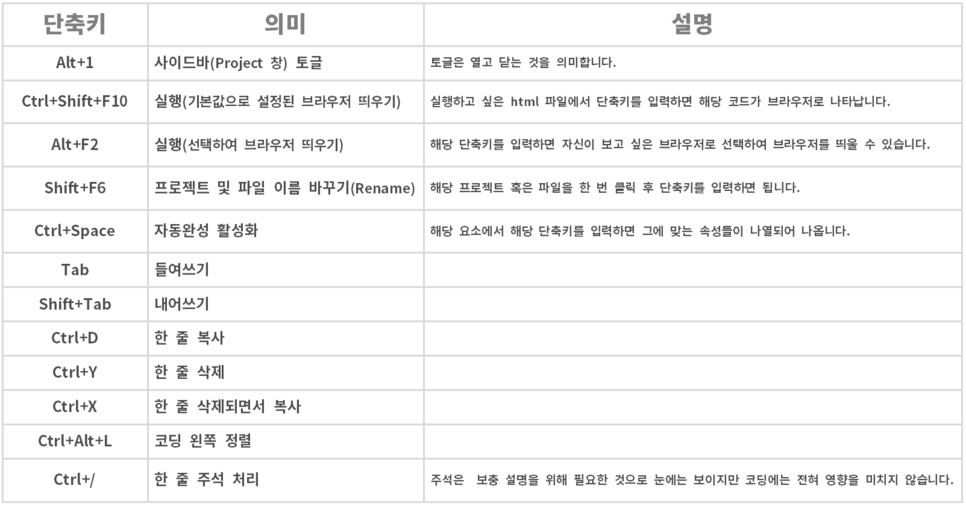 단축키 의미 설명
Alt+1 사이드바(Project 창) 토글 토글은 열고 닫는 것을 의미합니다.
Ctrl+Shift+F10 실행(기본값으로 설정된 브라우저 띄우기) 실행하고 싶은 html 파일에서 단축키를 입력하면 해당 코드가 브라우저로 나타납니다.
Alt+F2 실행(선택하여 브라우저 띄우기) 해당 단축키를 입력하면 자신이 보고 싶은 브라우저로 선택하여 브라우저를 띄울 수 있습니다.
Shift+F6 프로젝트 및 파일 이름 바꾸기(Rename) 해당 프로젝트 혹은 파일을 한 번 클릭 후 단축키를 입력하면 됩니다.
Ctrl+Space 자동완성 활성화 해당 요소에서 해당 단축키를 입력하면 그에 맞는 속성들이 나열되어 나옵니다.
Tab 들여쓰기
Shift+Tab 내어쓰기
Ctrl+D 한 줄 복사
Ctrl+Y 한 줄 삭제
Ctrl+X 한 줄 삭제되면서 복사
Ctrl+Alt+L 코딩 왼쪽 정렬
Ctrl+/ 한 줄 주석 처리 주석은 보충 설명을 위해 필요한 것으로 눈에는 보이지만 코딩에는 전혀 영향을 미치지 않습니다.